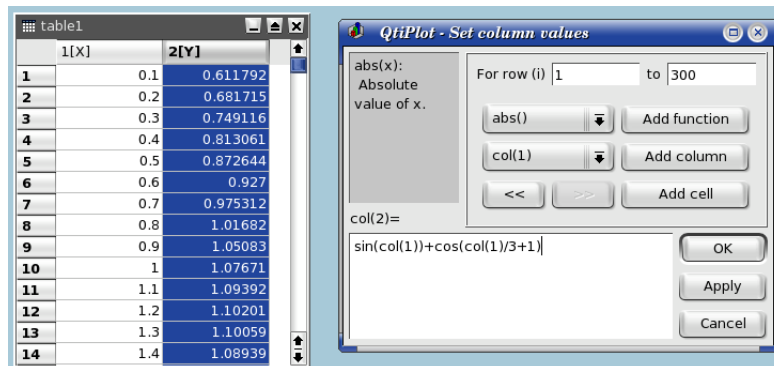 table1
1[X] 2[Y]
1 0.1 0.611792
2 0.2 0.681715
3 0.3 0.749116
4 0.4 0.813061
5 0.5 0.872644
6 0.6 0.927
7 0.7 0.975312
8 0.8 1.01682
9 0.9 1.05083
10 1 1.07671
11 1.1 1.09392
12 1.2 1.10201
13 1.3 1.10059
14 1.4 1.08939
QtiPlot - Set column values
abs(x):
Absolute
value of x.
For row (i) 1 to 300
abs() Add function
col(1) Add column
<< >> Add cell
col(2)=
sin(col(1))+cos(col(1)/3+1)
OK
Apply
Cancel